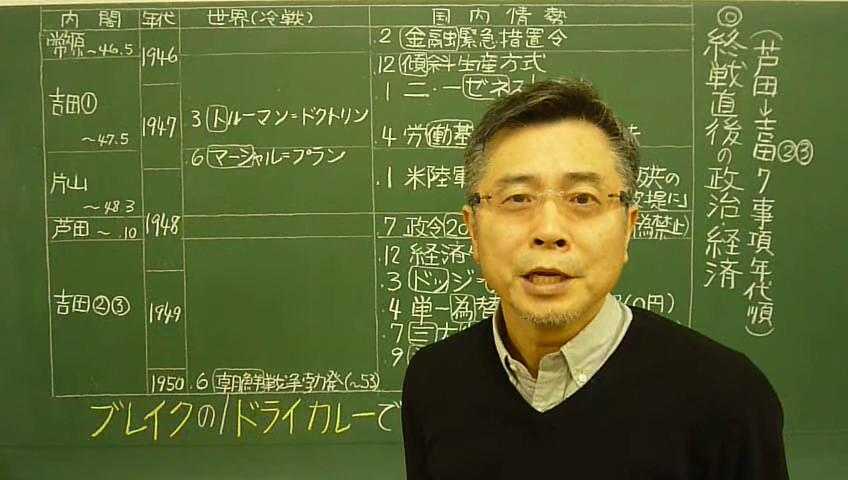 ◎終戦直後の政治・経済
(芦田→吉田②③ 7事項年代順)
内閣 年代 世界(冷戦) 国内情勢
幣原 ~46.5
1946
.2 金融緊急措置令
12 傾斜生産方式
吉田①
~47.5
1947
3 トルーマン=ドクトリン
.6 マーシャル=プラン
.1 二・一ゼネスト
.4 労働基
片山
~48.3
1948
.1 米陸軍
芦田 ~.10
.7 政令20 禁止)
吉田②③
1949
.12 経済
.3 ドッジ
.4 単一為替
.7 三大
9
1950 .6 朝鮮戦争勃発(~53)
ブレイクの/ドライカレーで